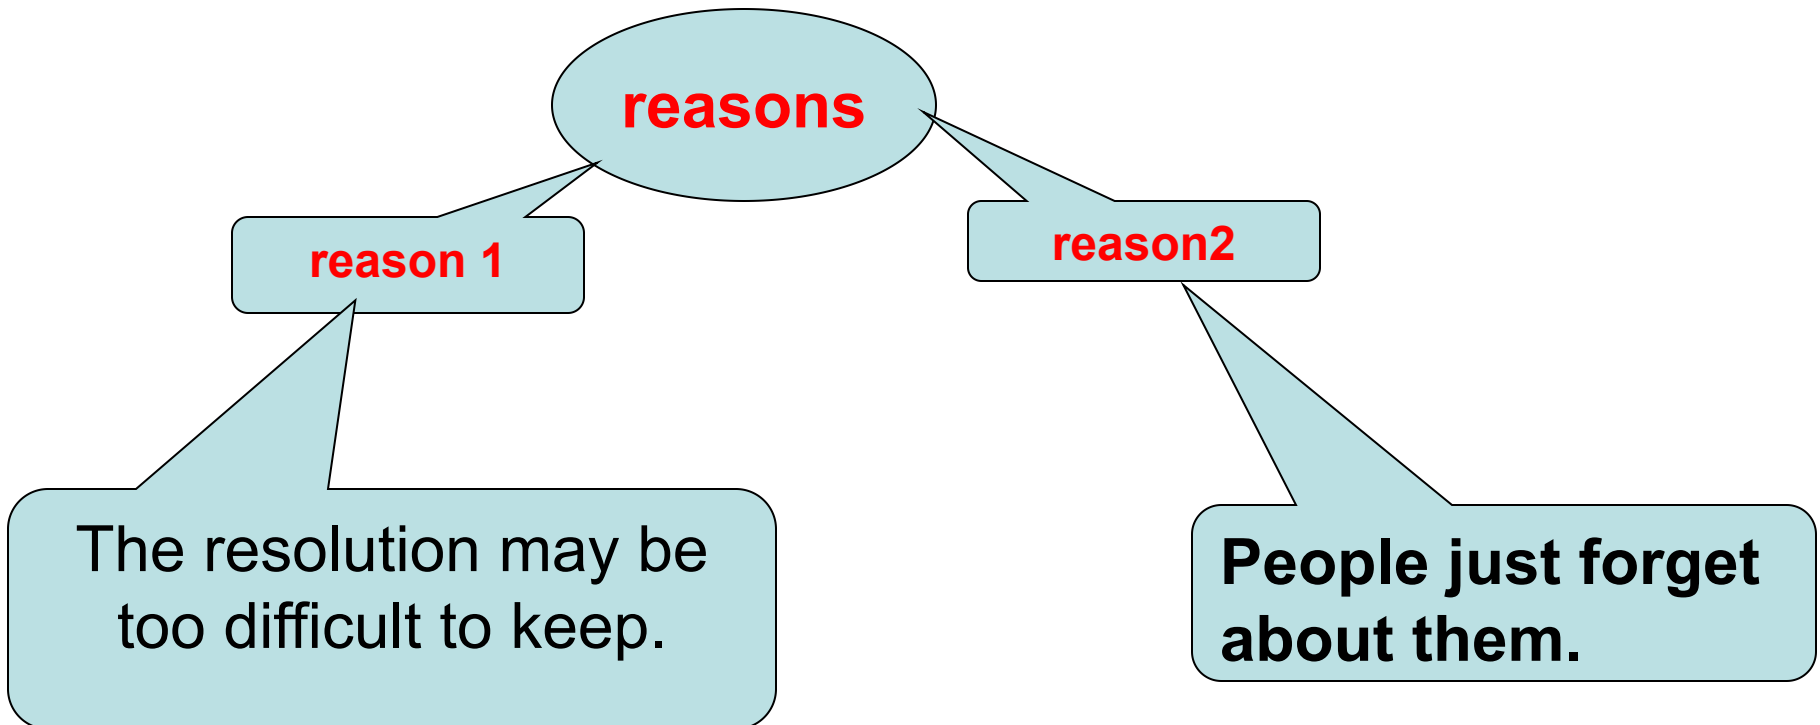 reasons
reason 1
reason2
The resolution may be
too difficult to keep.
People just forget
about them.